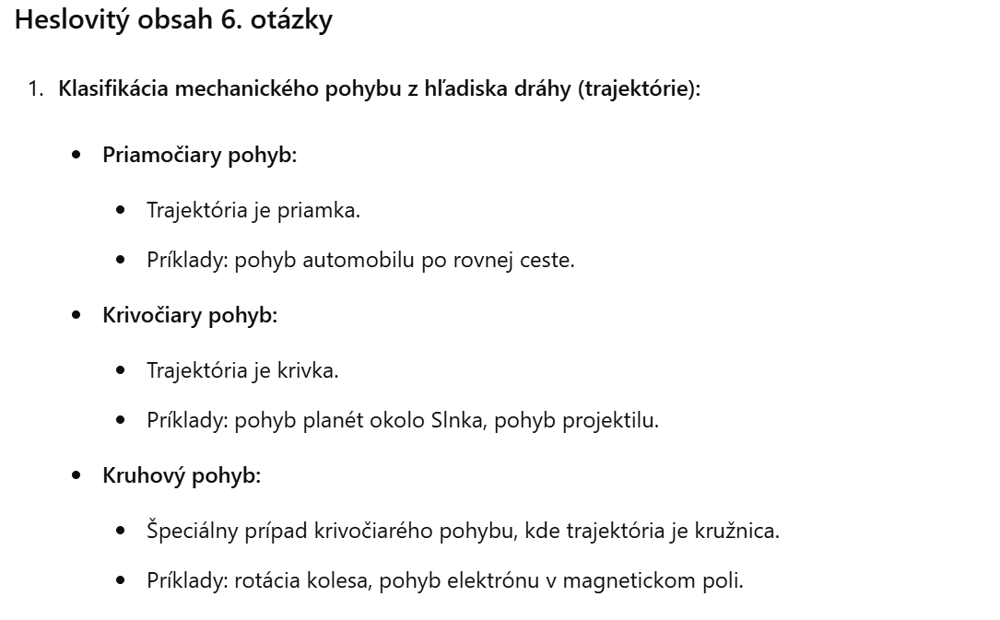 Heslovitý obsah 6. otázky
1. Klasifikácia mechanického pohybu z hľadiska dráhy (trajektórie):
• Priamočiary pohyb:
• Trajektória je priamka.
• Príklady: pohyb automobilu po rovnej ceste.
• Krivočiary pohyb:
• Trajektória je krivka.
• Príklady: pohyb planét okolo Slnka, pohyb projektilu.
• Kruhový pohyb:
• Špeciálny prípad krivočiarého pohybu, kde trajektória je kružnica.
• Príklady: rotácia kolesa, pohyb elektrónu v magnetickom poli.